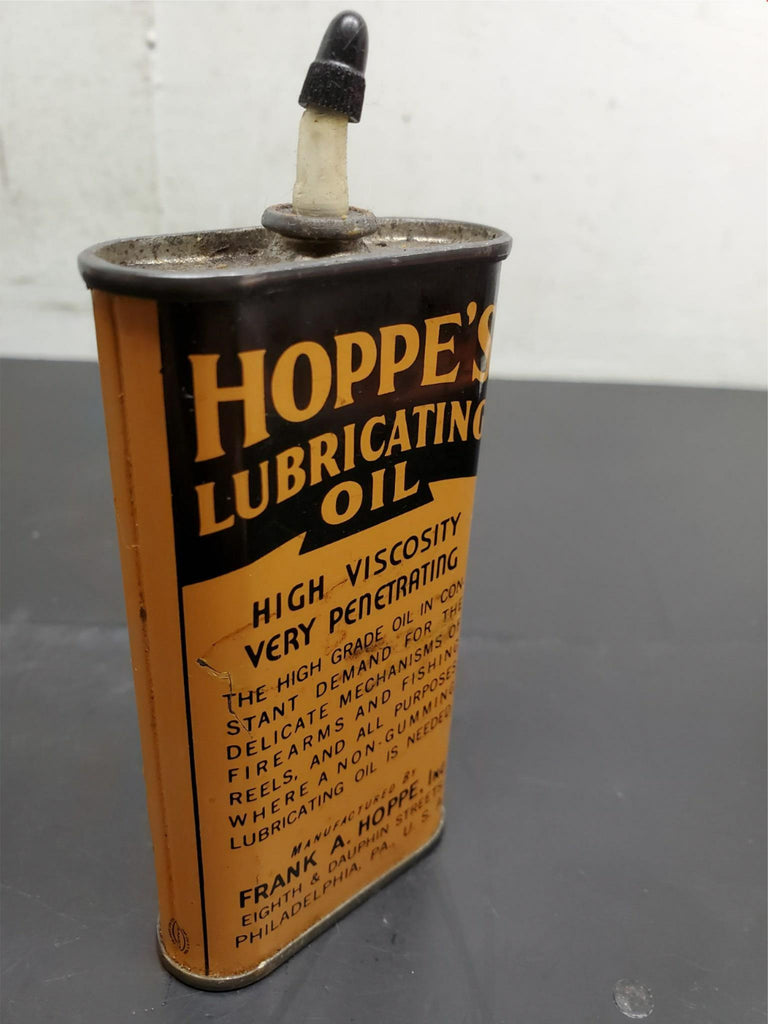 HOPPE'S
LUBRICATING
OIL
HIGH VISCOSITY
VERY PENETRATING
THE HIGH GRADE OIL IN CON-
STANT DEMAND FOR THE
DELICATE MECHANISMS OF
FIREARMS AND FISHING
REELS, AND ALL PURPOSES
WHERE A NON-GUMMING
LUBRICATING OIL IS NEEDED
MANUFACTURED BY
FRANK A. HOPPE, INC
EIGHTH & DAUPHIN STREETS
PHILADELPHIA, PA., U. S. A